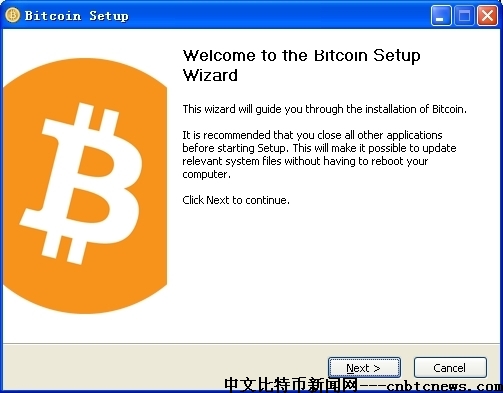 Bitcoin Setup
Welcome to the Bitcoin Setup
Wizard
This wizard will guide you through the installation of Bitcoin.
It is recommended that you close all other applications
before starting Setup. This will make it possible to update
relevant system files without having to reboot your
computer.
Click Next to continue.
Next >
Cancel
中文比特币新闻网---cnbtcnews.com